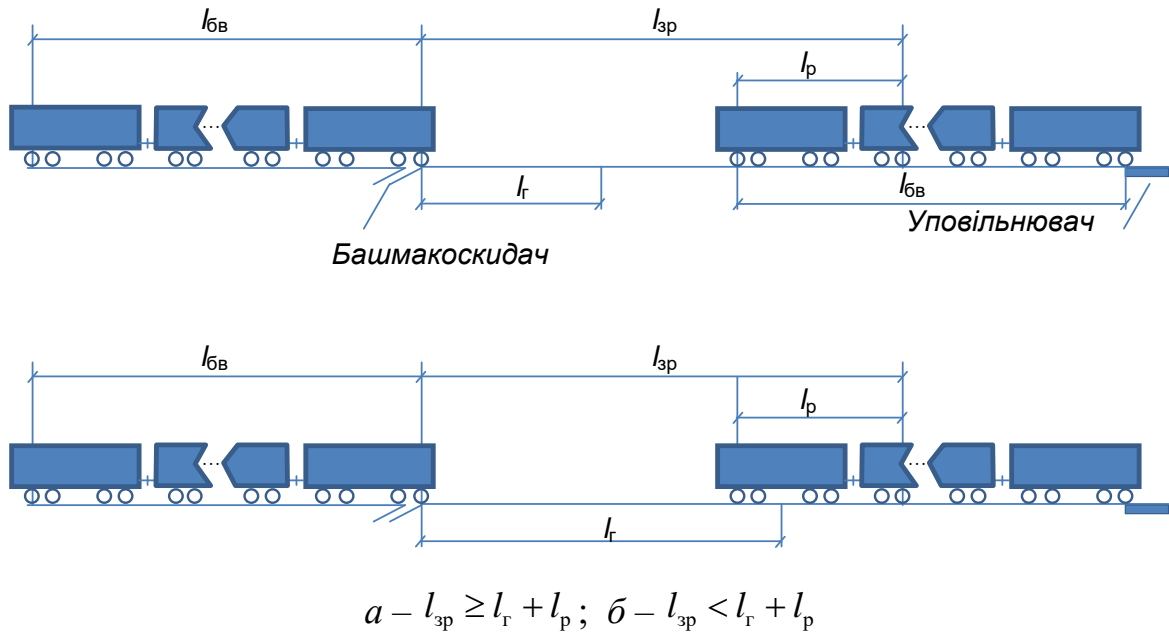 lбв lзр
lр
lг lбв
Башмакоскидач Уповільнювач
lбв lзр
lр
lг
а – lзр ≥ lг + lр; б – lзр < lг + lр